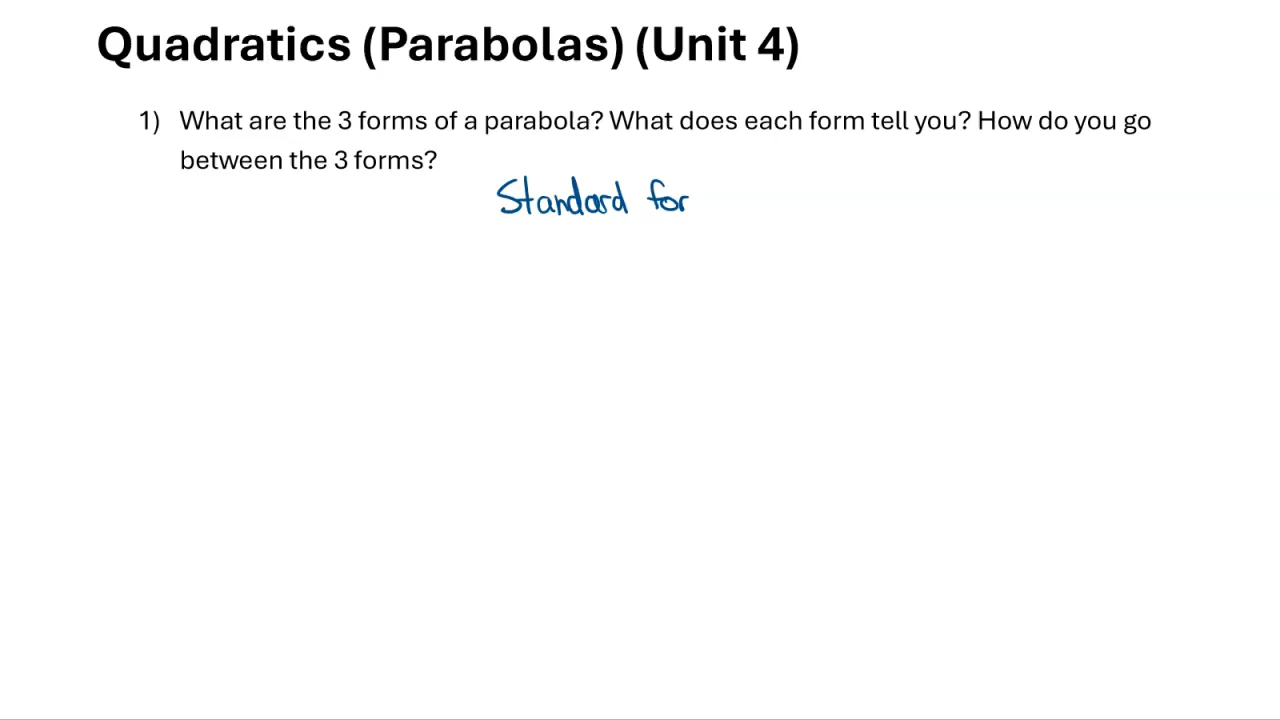 Quadratics (Parabolas) (Unit 4)
1) What are the 3 forms of a parabola? What does each form tell you? How do you go
between the 3 forms?
Standard for